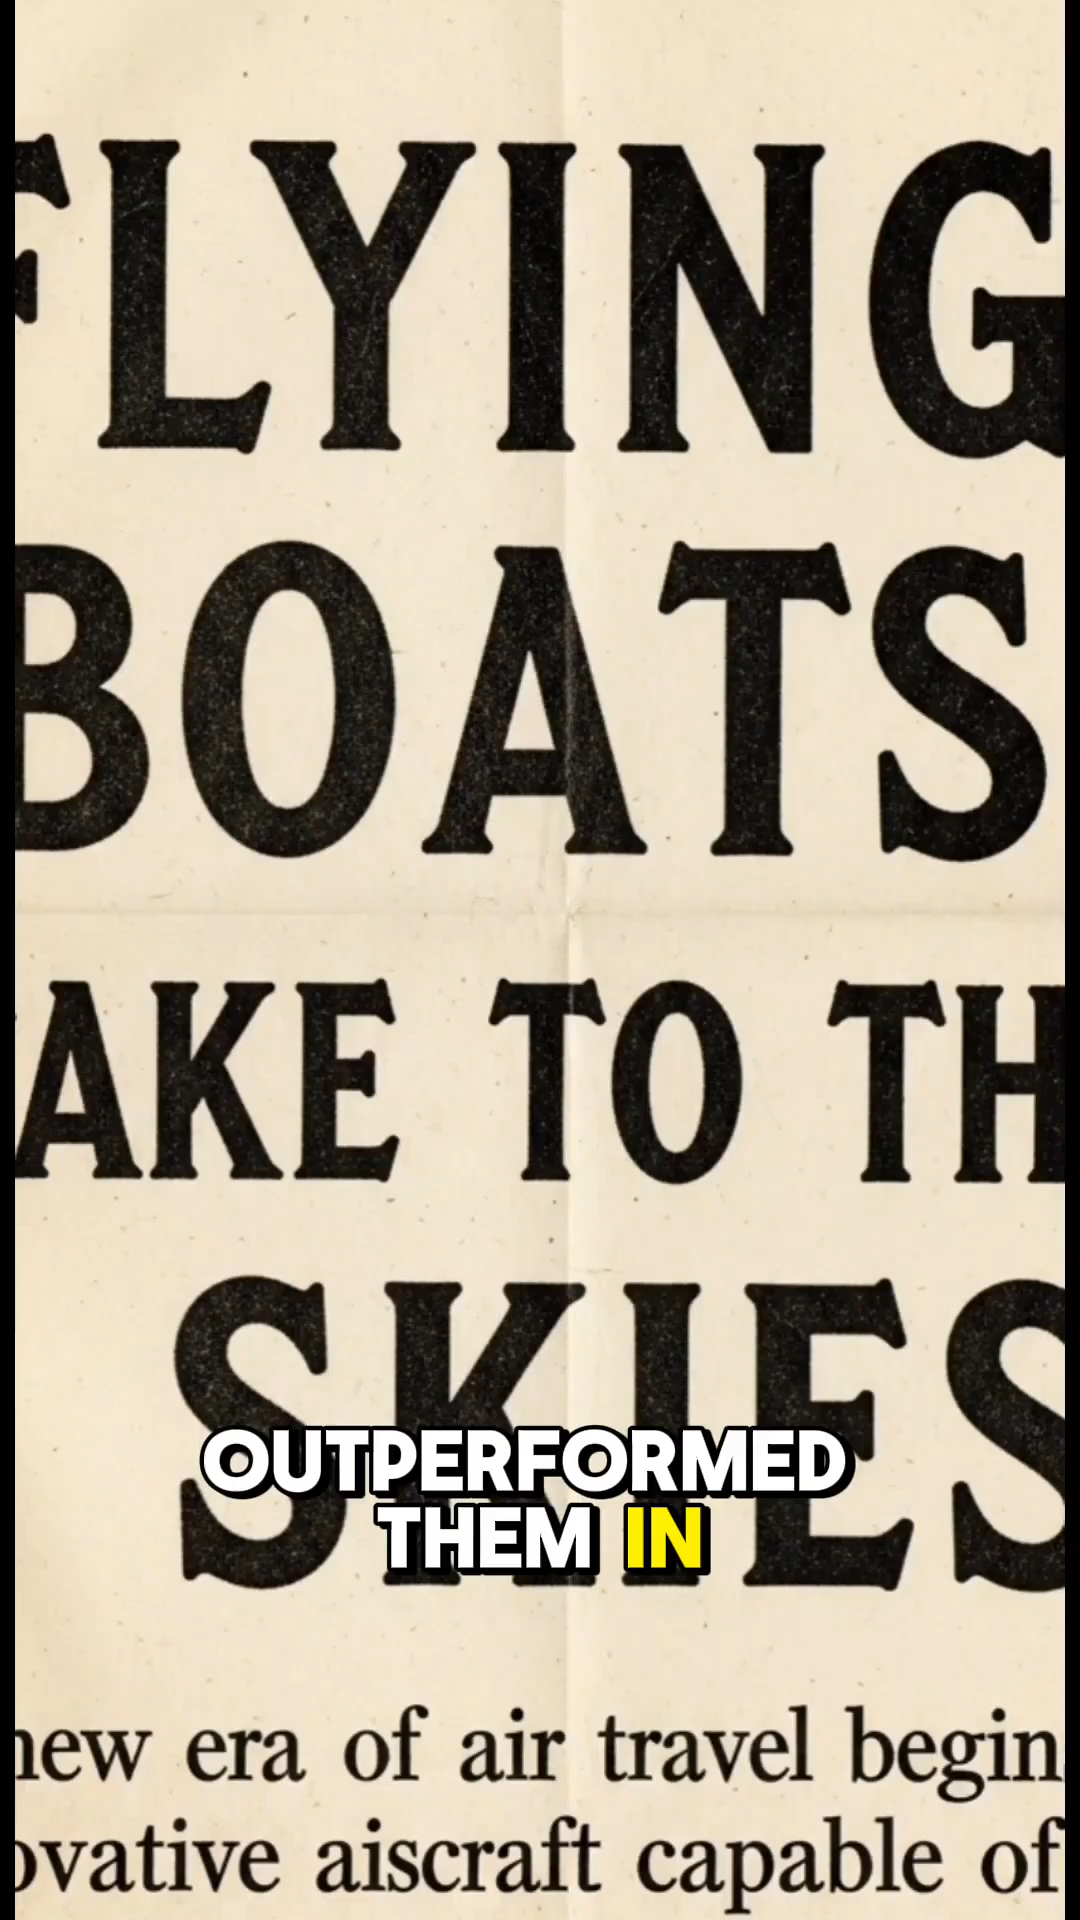 FLYING
BOATS
AKE TO TH
SKIES
OUTPERFORMED
THEM IN
new era of air travel begin
ovative aiscraft capable of